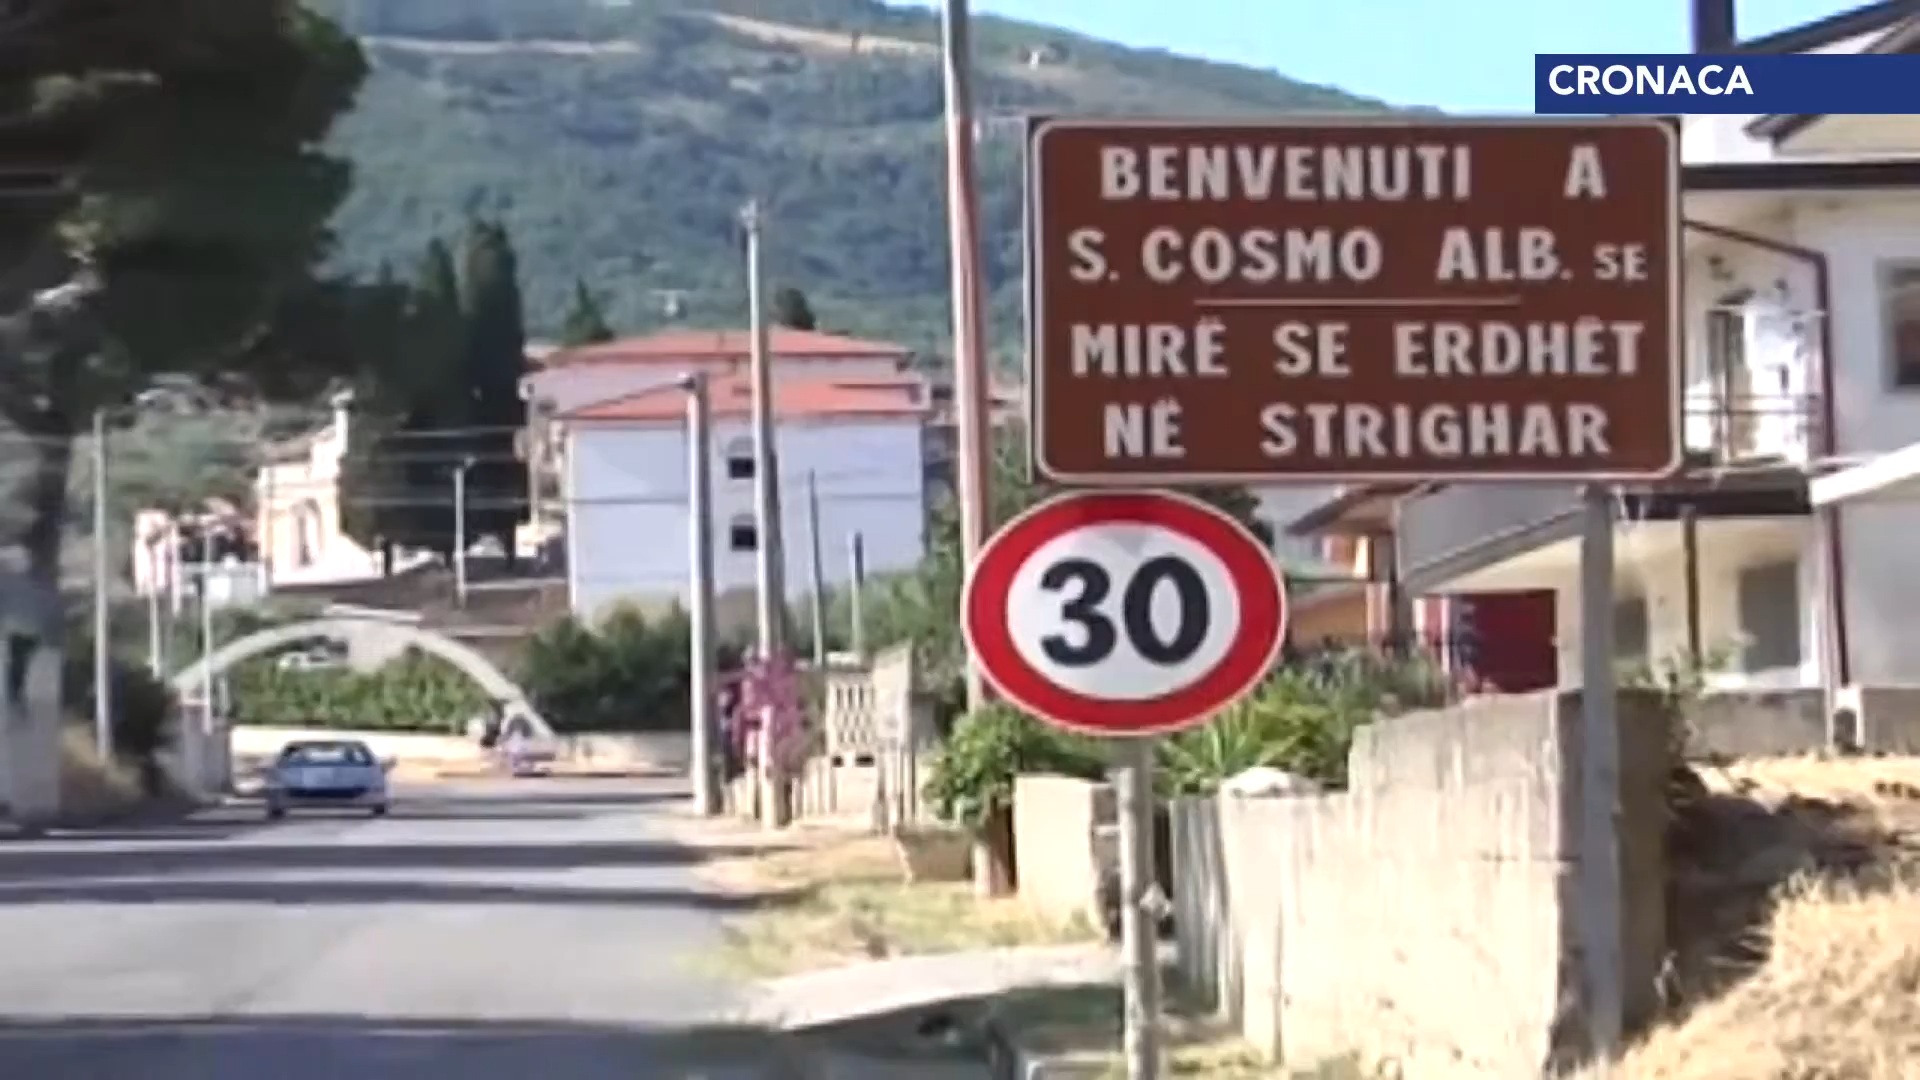 CRONACA
BENVENUTI A
S. COSMO ALB. SE
MIRË SE ERDHËT
NË STRIGHAR
30